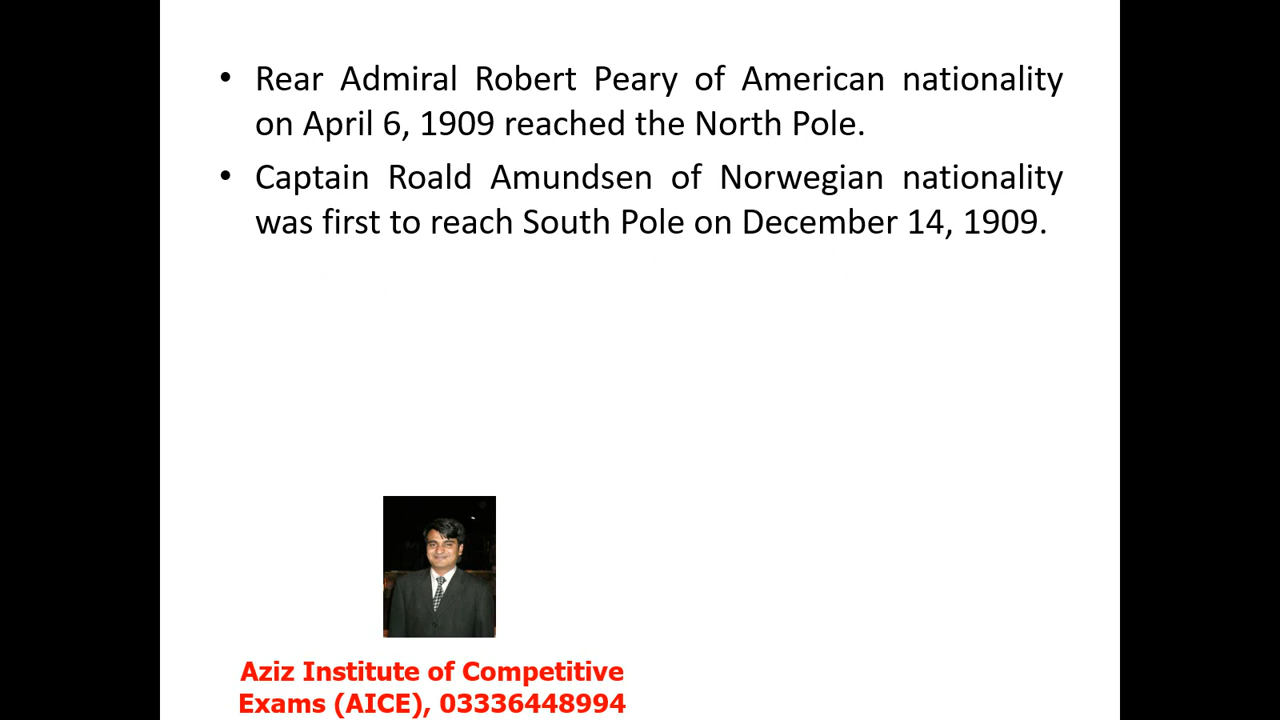 • Rear Admiral Robert Peary of American nationality
on April 6, 1909 reached the North Pole.
• Captain Roald Amundsen of Norwegian nationality
was first to reach South Pole on December 14, 1909.
Aziz Institute of Competitive
Exams (AICE), 03336448994